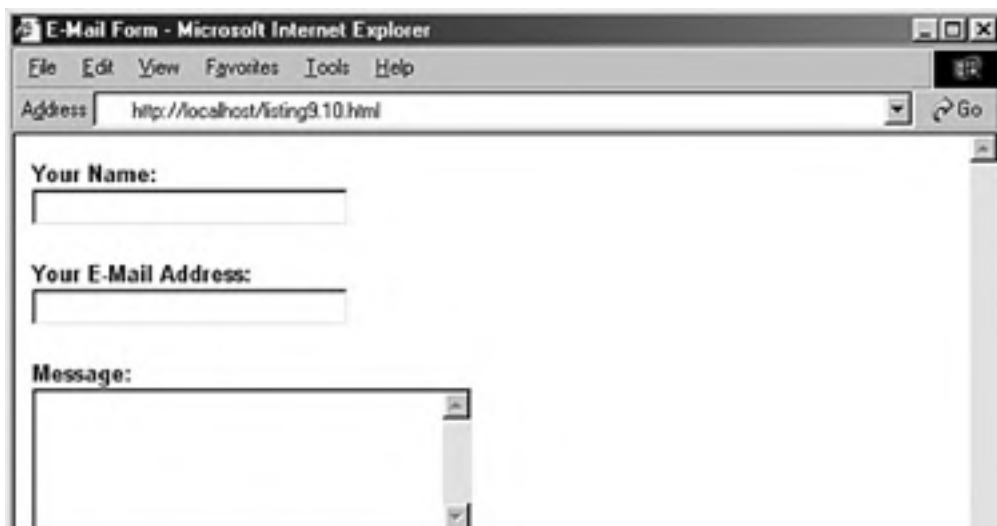 E-Mail Form - Microsoft Internet Explorer
File Edit View Favorites Tools Help
Address http://localhost/listing9.10.html Go
Your Name:
Your E-Mail Address:
Message: